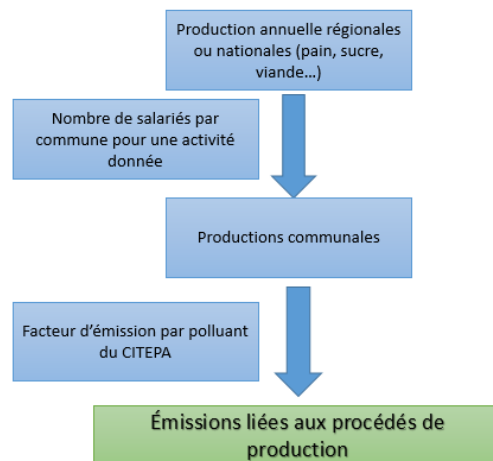 Production annuelle régionales
ou nationales (pain, sucre,
viande...)
Nombre de salariés par
commune pour une activité
donnée
Productions communales
Facteur d'émission par polluant
du CITEPA
Émissions liées aux procédés de
production